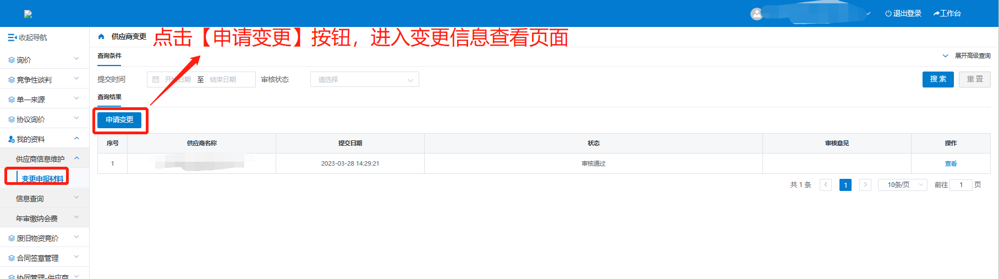 退出登录 工作台
收起导航
供应商变更
点击【申请变更】按钮，进入变更信息查看页面
查询条件 展开高级查询
询价
竞争性谈判
单一来源
协议询价
我的资料
供应商信息维护
变更申报材料
信息查询
年审缴纳会费
废旧物资竞价
合同签章管理
协同管理-供应商
提交时间 开始日期 至 结束日期 审核状态 请选择 搜索 重置
查询结果
申请变更
序号 供应商名称 提交日期 状态 审核意见 操作
1 2023-03-28 14:29:21 审核通过 查看
共 1 条 1 10条/页 前往 1 页